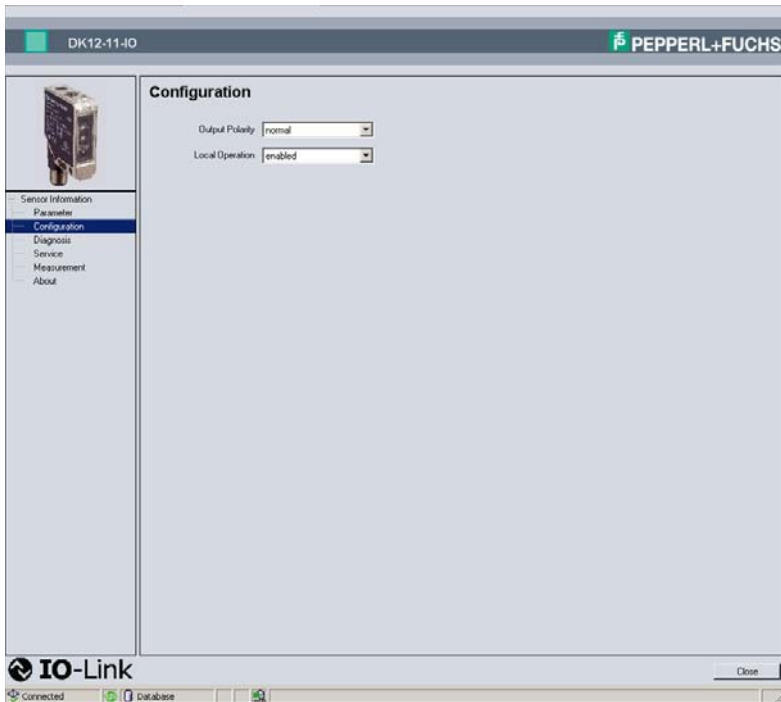 DK12-11-IO
PEPPERL+FUCHS
Configuration
Output Polarity normal
Local Operation enabled
Sensor Information
Parameter
Configuration
Diagnosis
Service
Measurement
About
IO-Link
Close
Connected
Database